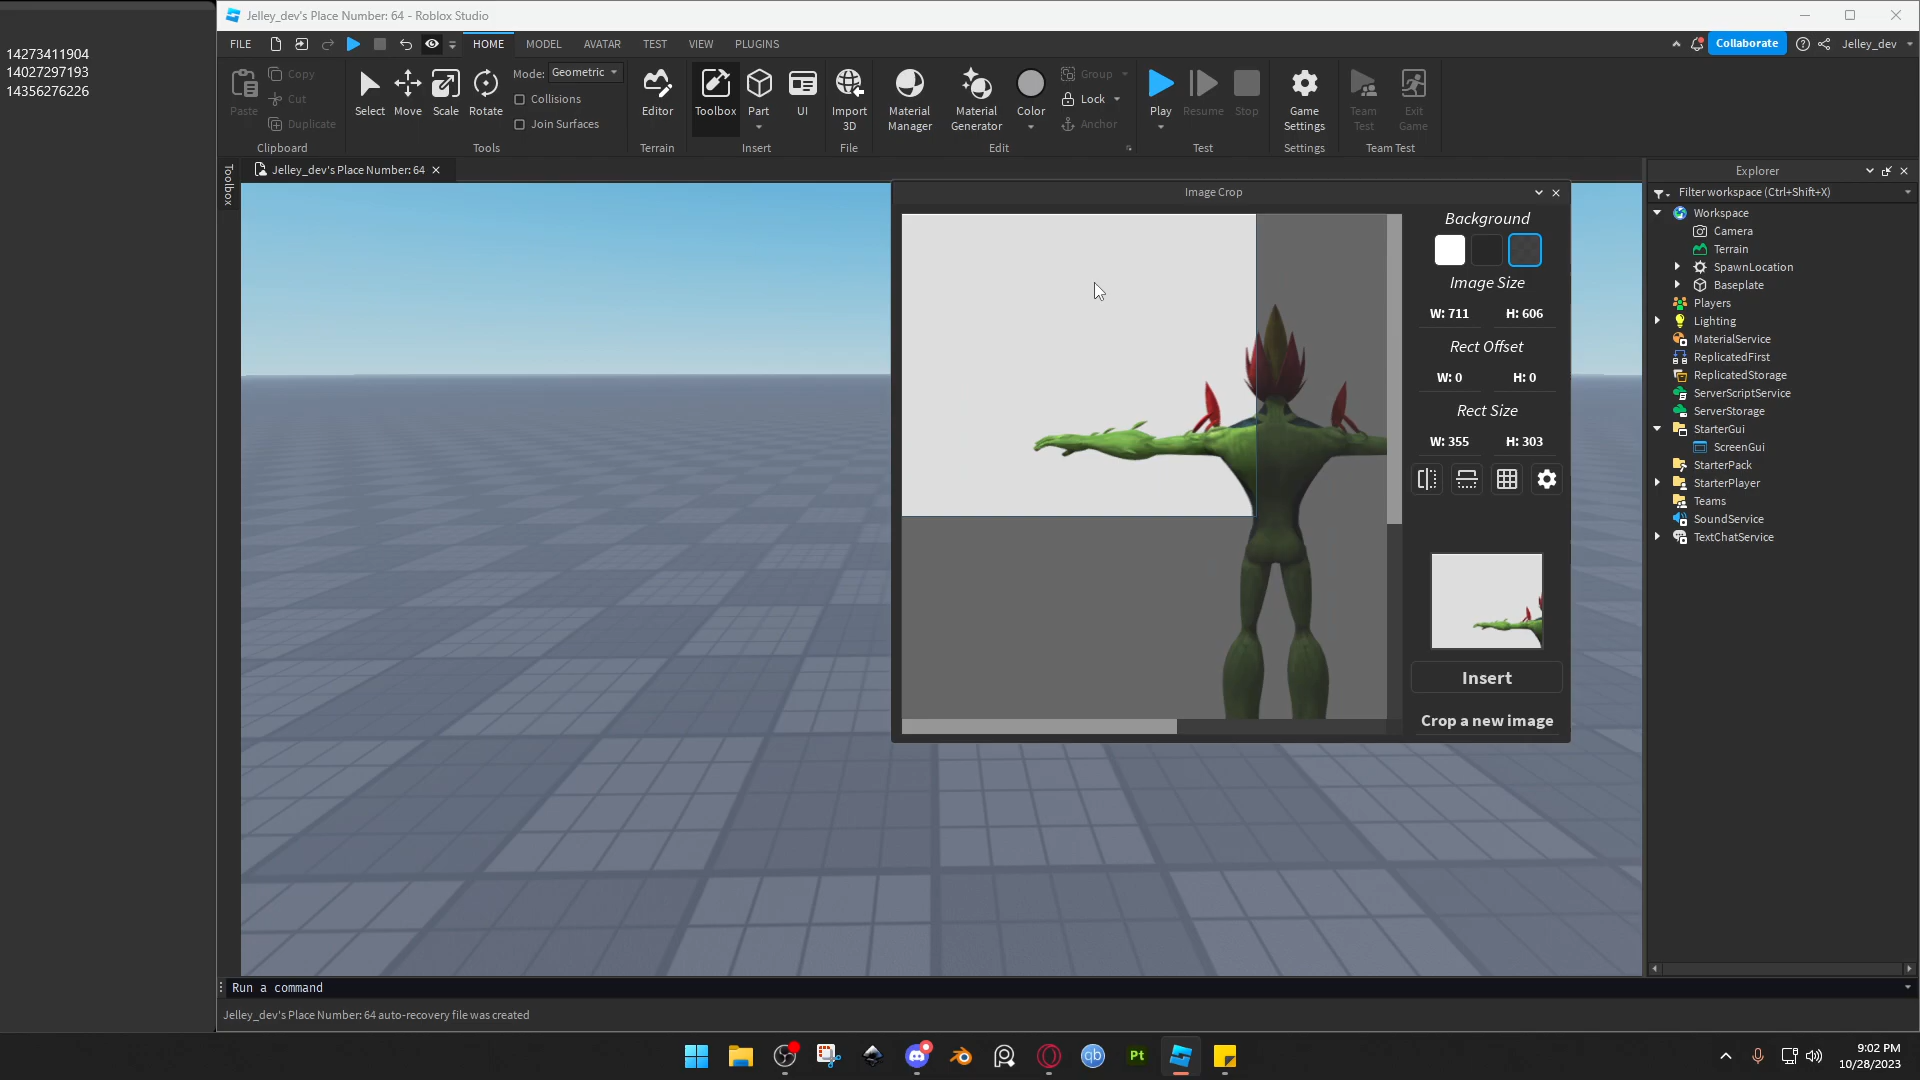 14273411904
14027297193
14356276226
Jelley_dev's Place Number: 64 - Roblox Studio
FILE
HOME
MODEL
AVATAR
TEST
VIEW
PLUGINS
Collaborate
Jelley_dev
Paste
Copy
Cut
Duplicate
Clipboard
Select
Move
Scale
Rotate
Mode: Geometric
Collisions
Join Surfaces
Tools
Editor
Terrain
Toolbox
Part
UI
Insert
Import
3D
File
Material
Manager
Material
Generator
Color
Group
Lock
Anchor
Edit
Play
Resume
Stop
Test
Game
Settings
Settings
Team
Test
Exit
Game
Team Test
Toolbox
Jelley_dev's Place Number: 64
Image Crop
Background
Image Size
W: 711
H: 606
Rect Offset
W: 0
H: 0
Rect Size
W: 355
H: 303
Insert
Crop a new image
Explorer
Filter workspace (Ctrl+Shift+X)
Workspace
Camera
Terrain
SpawnLocation
Baseplate
Players
Lighting
MaterialService
ReplicatedFirst
ReplicatedStorage
ServerScriptService
ServerStorage
StarterGui
ScreenGui
StarterPack
StarterPlayer
Teams
SoundService
TextChatService
Run a command
Jelley_dev's Place Number: 64 auto-recovery file was created
qb
Pt
9:02 PM
10/28/2023